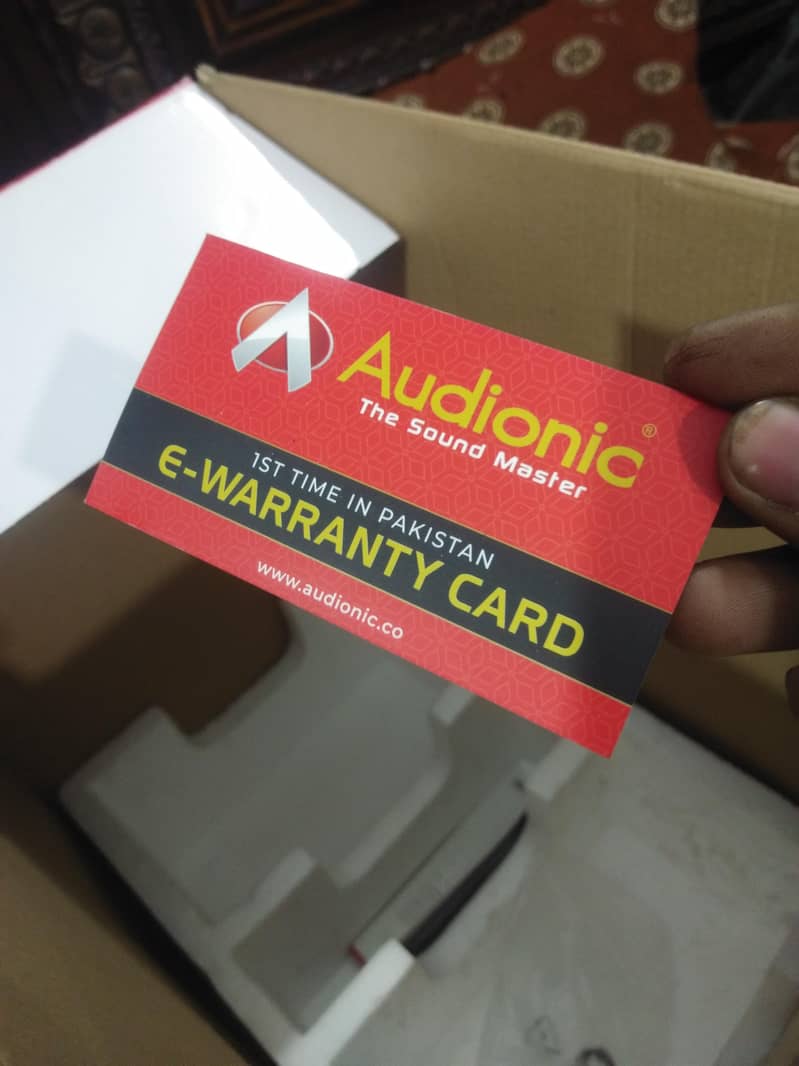 Audionic®
The Sound Master
1ST TIME IN PAKISTAN
E-WARRANTY CARD
www.audionic.co